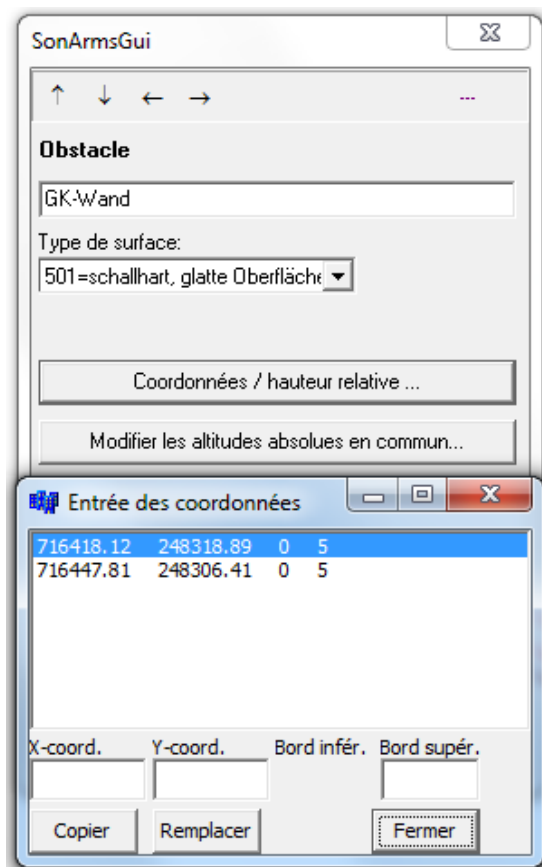 SonArmsGui
↑ ↓ ← → ---
Obstacle
GK-Wand
Type de surface:
501=schallhart, glatte Oberfläche
Coordonnées / hauteur relative ...
Modifier les altitudes absolues en commun...
Entrée des coordonnées
716418.12 248318.89 0 5
716447.81 248306.41 0 5
X-coord. Y-coord. Bord infér. Bord supér.
Copier Remplacer Fermer